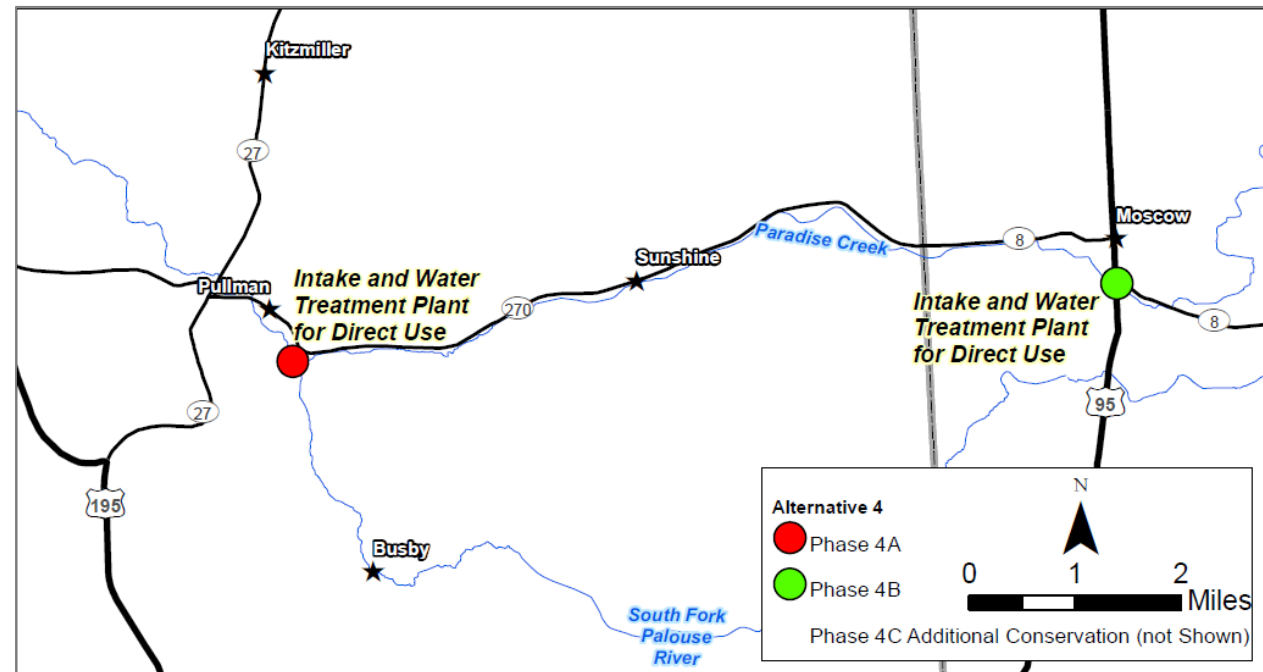 Kitzmiller
27
Moscow
8
Paradise Creek
Sunshine
Pullman
Intake and Water
Treatment Plant
for Direct Use
270
Intake and Water
Treatment Plant
for Direct Use
8
27
95
195
Busby
South Fork
Palouse
River
Alternative 4
Phase 4A
Phase 4B
N
0 1 2
Miles
Phase 4C Additional Conservation (not Shown)